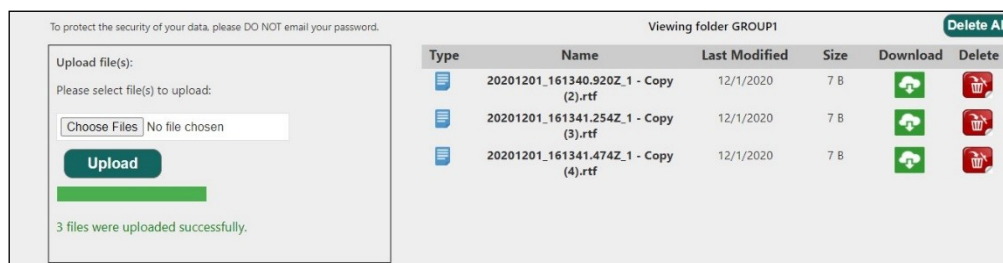 To protect the security of your data, please DO NOT email your password.
Upload file(s):
Please select file(s) to upload:
Choose Files No file chosen
Upload
3 files were uploaded successfully.
Viewing folder GROUP1
Delete Al
Type Name Last Modified Size Download Delete
20201201_161340.920Z_1 - Copy 12/1/2020 7 B
(2).rtf
20201201_161341.254Z_1 - Copy 12/1/2020 7 B
(3).rtf
20201201_161341.474Z_1 - Copy 12/1/2020 7 B
(4).rtf